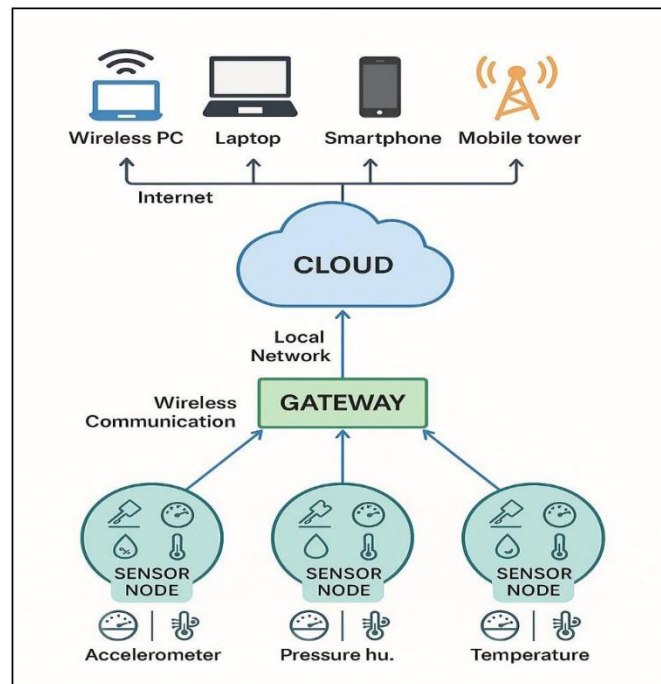 Wireless PC
Laptop
Smartphone
Mobile tower
Internet
CLOUD
Local
Network
Wireless
Communication
GATEWAY
SENSOR
NODE
SENSOR
NODE
SENSOR
NODE
Accelerometer
Pressure hu.
Temperature